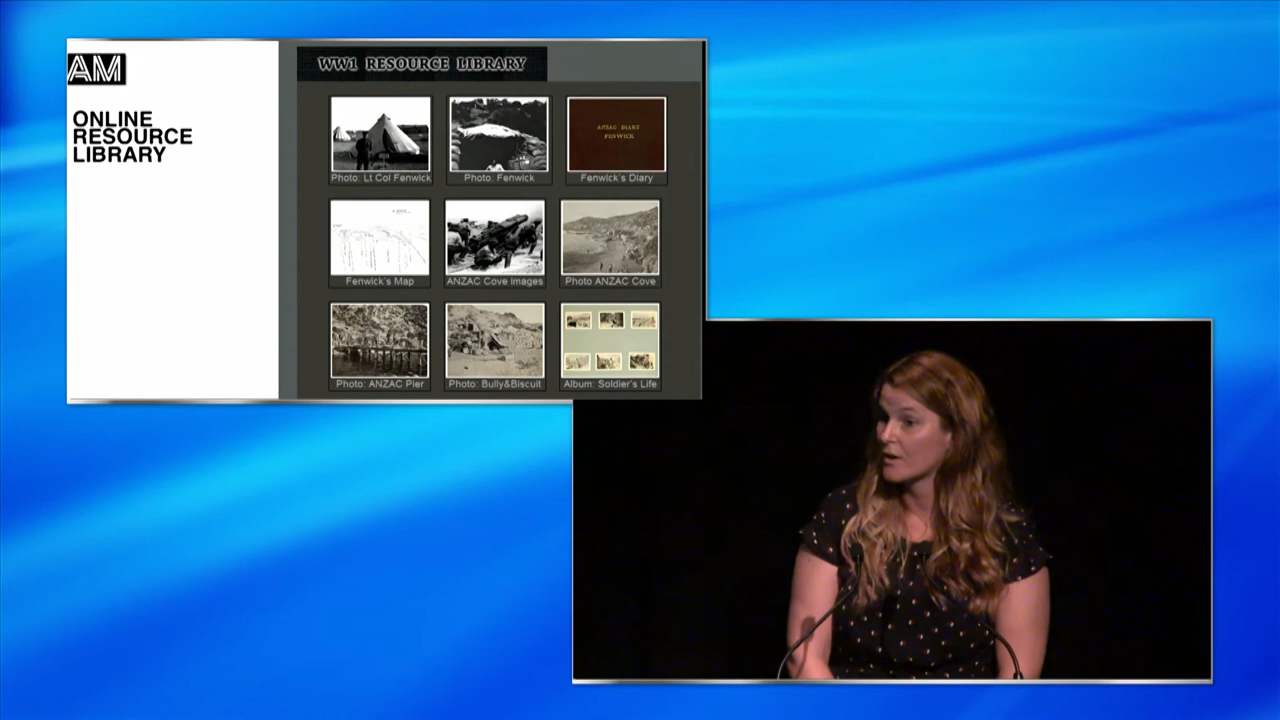 AM
ONLINE
RESOURCE
LIBRARY
WW1 RESOURCE LIBRARY
ANZAC DIARY
FENWICK
Photo: Lt Col Fenwick
Photo: Fenwick
Fenwick's Diary
Fenwick's Map
ANZAC Cove Images
Photo ANZAC Cove
Photo: ANZAC Pier
Photo: Bully&Biscuit
Album: Soldier's Life